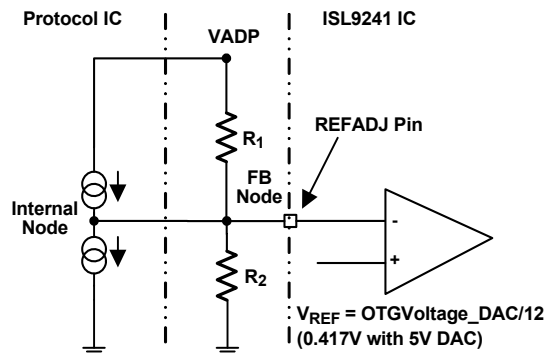 Protocol IC
ISL9241 IC
VADP
REFADJ Pin
R1
FB
Node
Internal
Node
-
+
R2
VREF = OTGVoltage_DAC/12
(0.417V with 5V DAC)